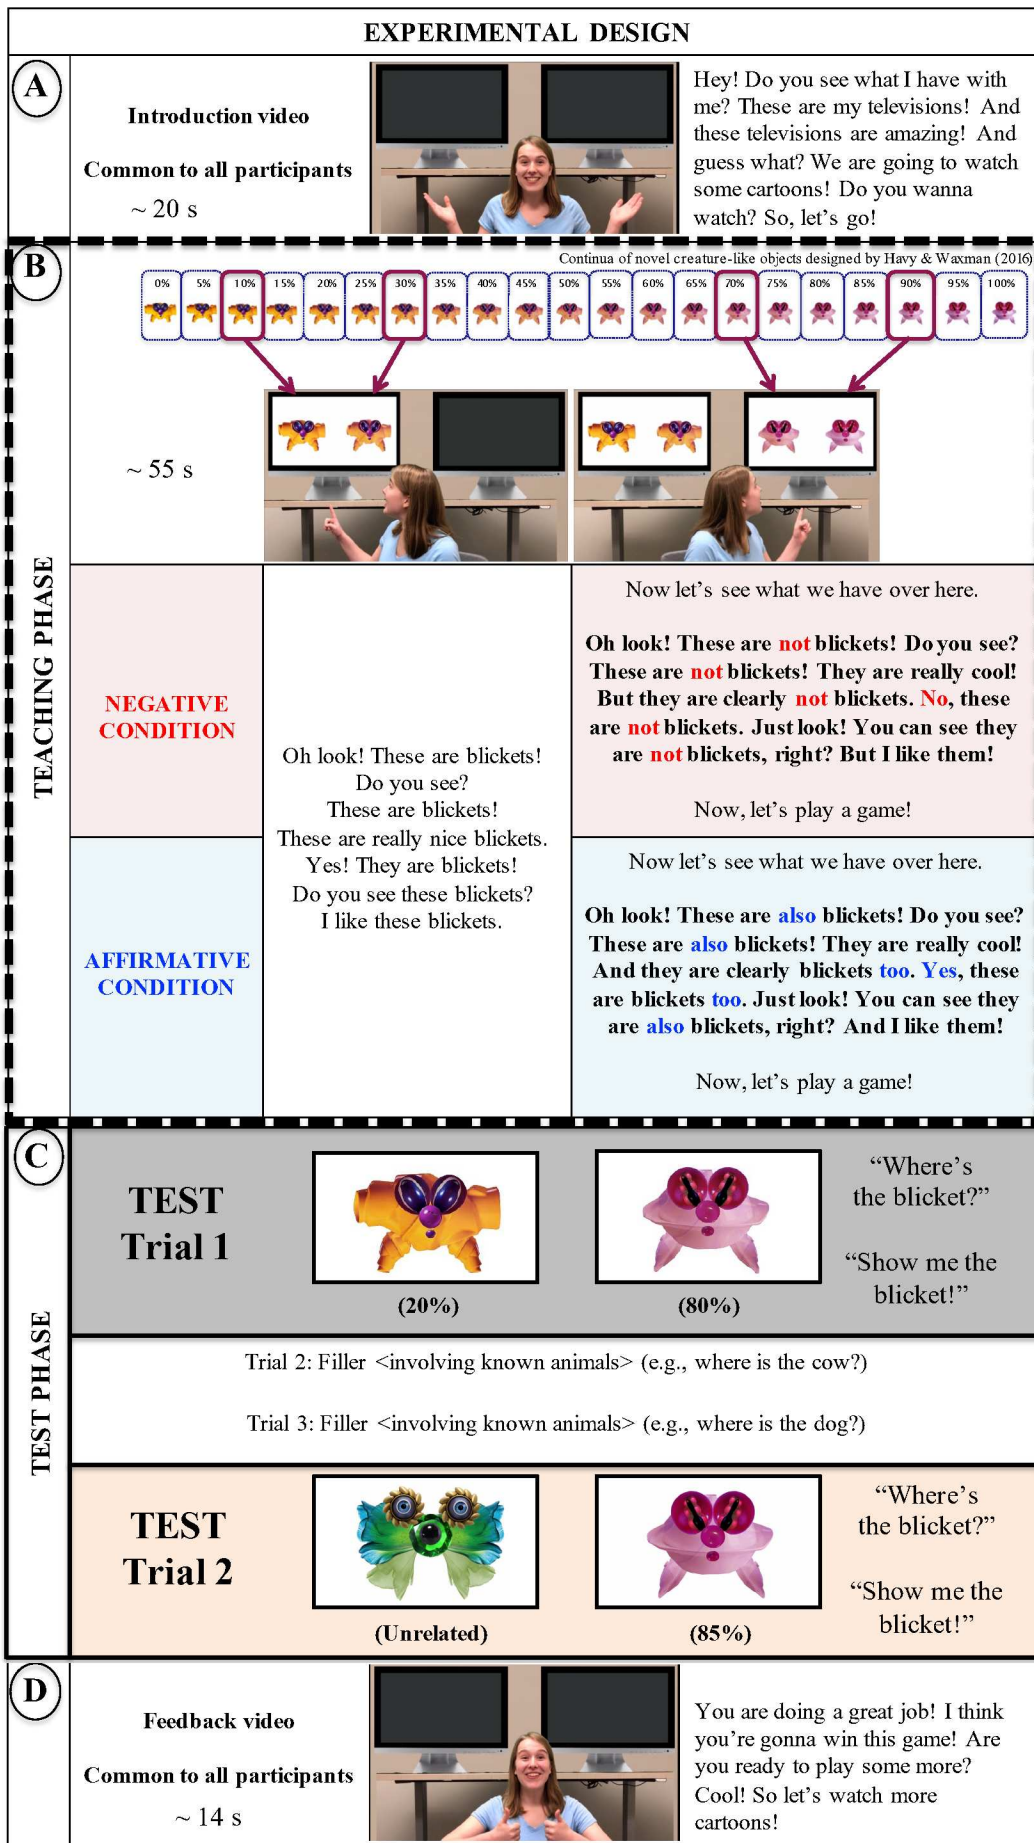 EXPERIMENTAL DESIGN
A
Introduction video
Common to all participants
~ 20 s
Hey! Do you see what I have with
me? These are my televisions! And
these televisions are amazing! And
guess what? We are going to watch
some cartoons! Do you wanna
watch? So, let's go!
B
Continua of novel creature-like objects designed by Havy & Waxman (2016)
0% 5% 10% 15% 20% 25% 30% 35% 40% 45% 50% 55% 60% 65% 70% 75% 80% 85% 90% 95% 100%
~ 55 s
TEACHING PHASE
NEGATIVE
CONDITION
AFFIRMATIVE
CONDITION
Oh look! These are blickets!
Do you see?
These are blickets!
These are really nice blickets.
Yes! They are blickets!
Do you see these blickets?
I like these blickets.
Now let's see what we have over here.
Oh look! These are not blickets! Do you see?
These are not blickets! They are really cool!
But they are clearly not blickets. No, these
are not blickets. Just look! You can see they
are not blickets, right? But I like them!
Now, let's play a game!
Now let's see what we have over here.
Oh look! These are also blickets! Do you see?
These are also blickets! They are really cool!
And they are clearly blickets too. Yes, these
are blickets too. Just look! You can see they
are also blickets, right? And I like them!
Now, let's play a game!
C
TEST PHASE
TEST
Trial 1
(20%)
(80%)
"Where's
the blicket?"
"Show me the
blicket!"
Trial 2: Filler <involving known animals> (e.g., where is the cow?)
Trial 3: Filler <involving known animals> (e.g., where is the dog?)
TEST
Trial 2
(Unrelated)
(85%)
"Where's
the blicket?"
"Show me the
blicket!"
D
Feedback video
Common to all participants
~ 14 s
You are doing a great job! I think
you're gonna win this game! Are
you ready to play some more?
Cool! So let's watch more
cartoons!